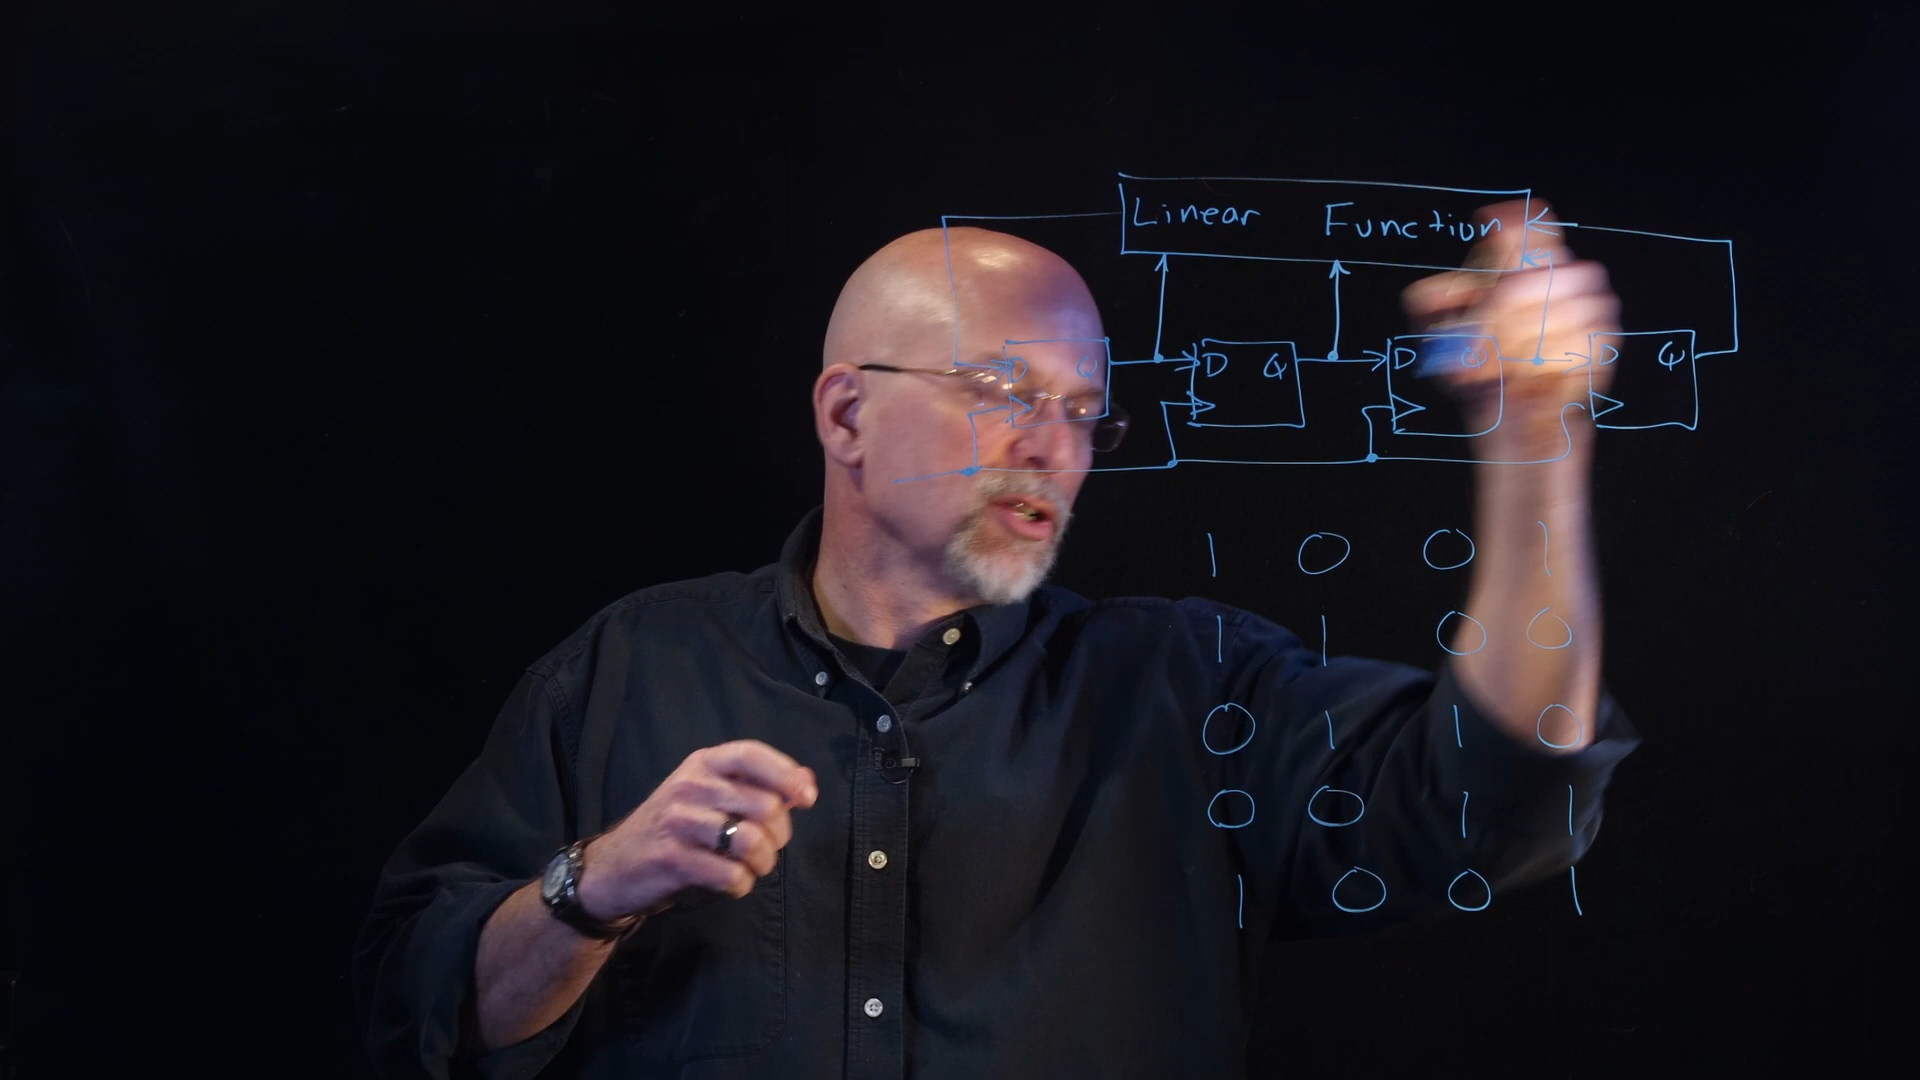 Linear Function
D Q D Q D Q D Q
1 0 0 1
1 1 0 0
0 1 1 0
0 0 1 1
1 0 0 1